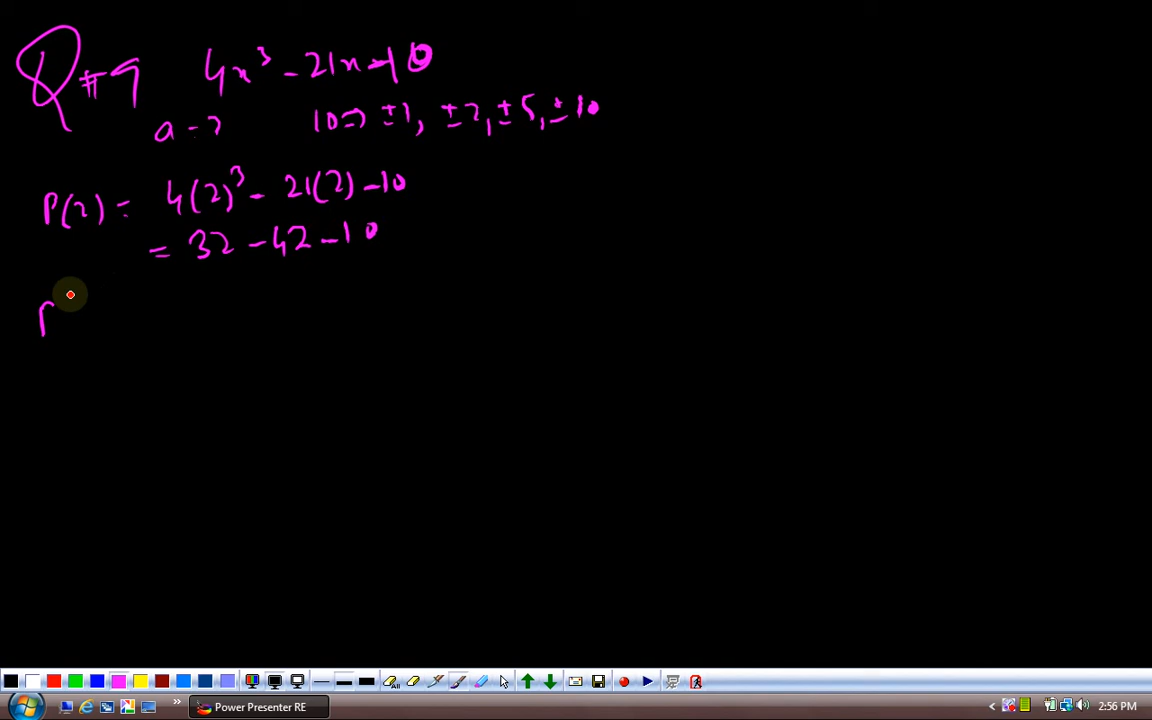 Q#9 4x³ - 21x - 10
a = ? 10 => ±1, ±2, ±5, ±10
P(2) = 4(2)³ - 21(2) - 10
= 32 - 42 - 10
Power Presenter RE
2:56 PM